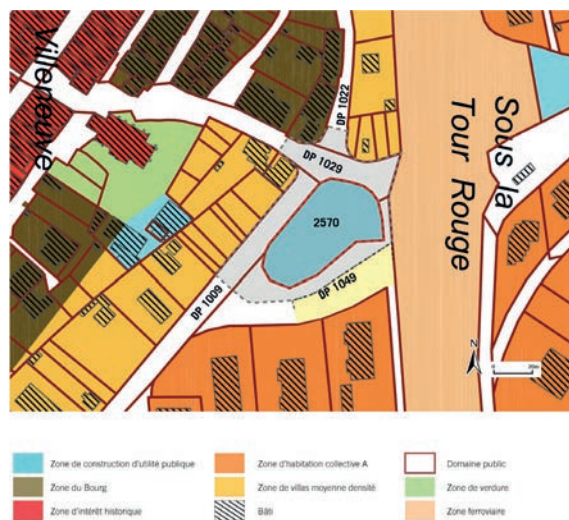 Villeneuve
Sous la
Tour Rouge
DP 1022
DP 1029
2570
DP 1009
DP 1049
N
Zone de construction d'utilité publique
Zone du Bourg
Zone d'intérêt historique
Zone d'habitation collective A
Zone de villas moyenne densité
Bâti
Domaine public
Zone de verdure
Zone ferroviaire